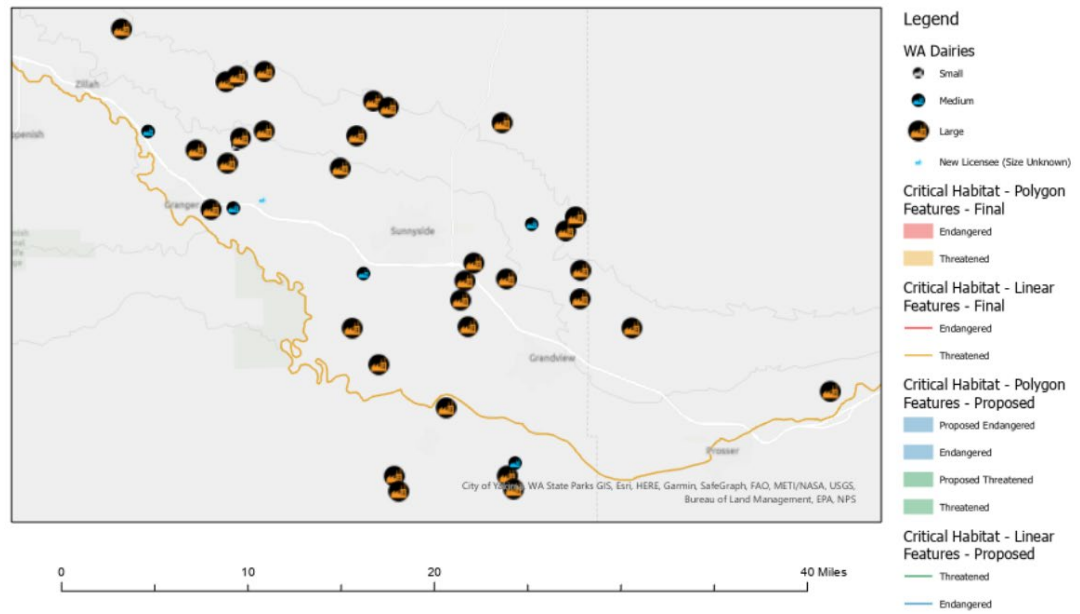 Zillah
openish
Granger
Sunnyside
Grandview
Prosser
City of Yakima, WA State Parks GIS, Esri, HERE, Garmin, SafeGraph, FAO, METI/NASA, USGS,
Bureau of Land Management, EPA, NPS
0
10
20
40 Miles
Legend
WA Dairies
Small
Medium
Large
New Licensee (Size Unknown)
Critical Habitat - Polygon
Features - Final
Endangered
Threatened
Critical Habitat - Linear
Features - Final
Endangered
Threatened
Critical Habitat - Polygon
Features - Proposed
Proposed Endangered
Endangered
Proposed Threatened
Threatened
Critical Habitat - Linear
Features - Proposed
Threatened
Endangered